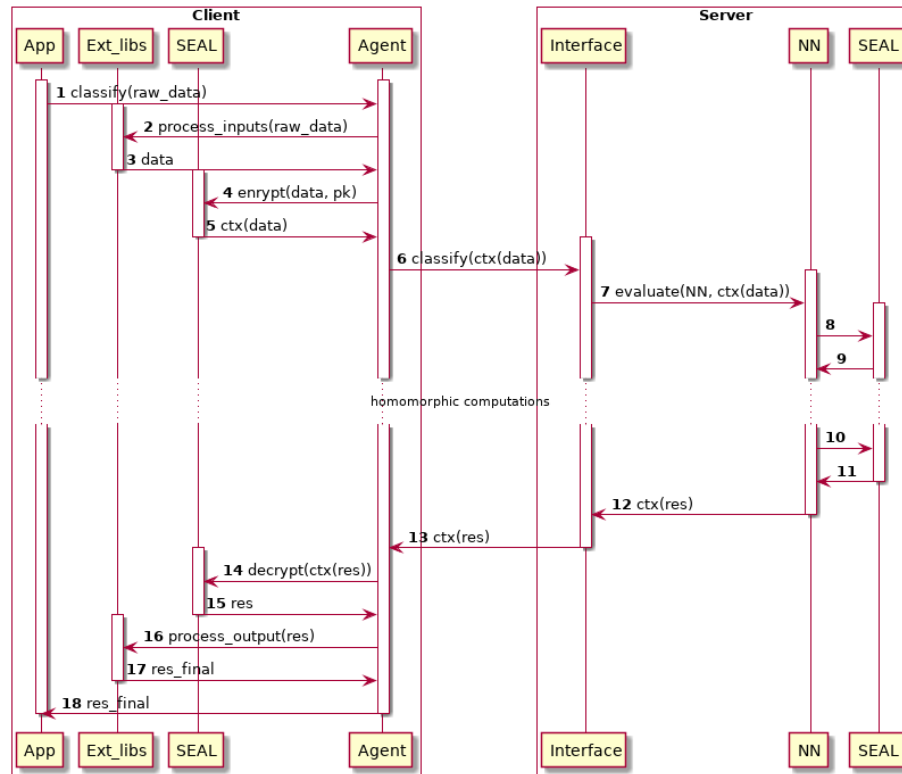 Client
Server
App
Ext_libs
SEAL
Agent
Interface
NN
SEAL
1 classify(raw_data)
2 process_inputs(raw_data)
3 data
4 enrypt(data, pk)
5 ctx(data)
6 classify(ctx(data))
7 evaluate(NN, ctx(data))
8
9
homomorphic computations
10
11
12 ctx(res)
13 ctx(res)
14 decrypt(ctx(res))
15 res
16 process_output(res)
17 res_final
18 res_final
App
Ext_libs
SEAL
Agent
Interface
NN
SEAL